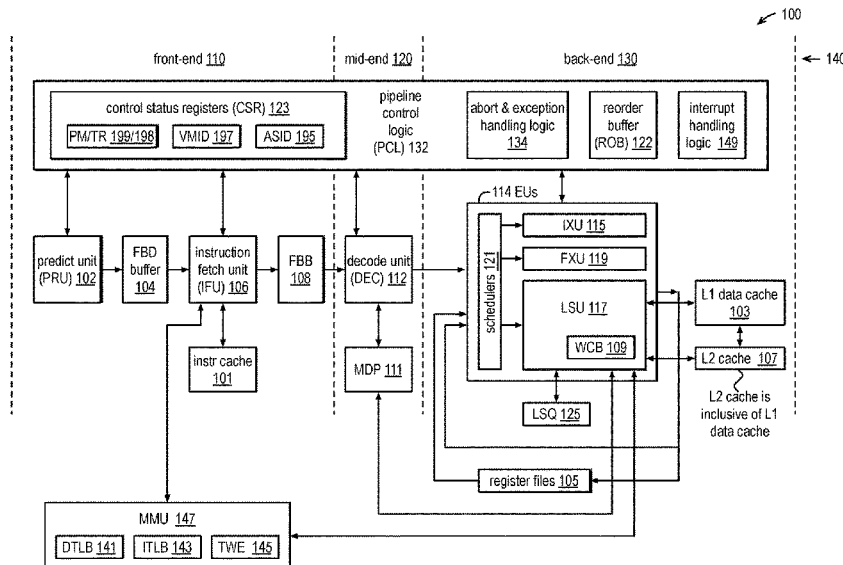 100
front-end 110
mid-end 120
back-end 130
140
control status registers (CSR) 123
PM/TR 199/198
VMID 197
ASID 195
pipeline
control
logic
(PCL) 132
abort & exception
handling logic
134
reorder
buffer
(ROB) 122
interrupt
handling
logic 149
114 EUs
predict unit
(PRU) 102
FBD
buffer
104
instruction
fetch unit
(IFU) 106
FBB
108
decode unit
(DEC) 112
schedulers 121
IXU 115
FXU 119
LSU 117
WCB 109
L1 data cache
103
L2 cache 107
L2 cache is
inclusive of L1
data cache
instr cache
101
MDP 111
LSQ 125
register files 105
MMU 147
DTLB 141
ITLB 143
TWE 145